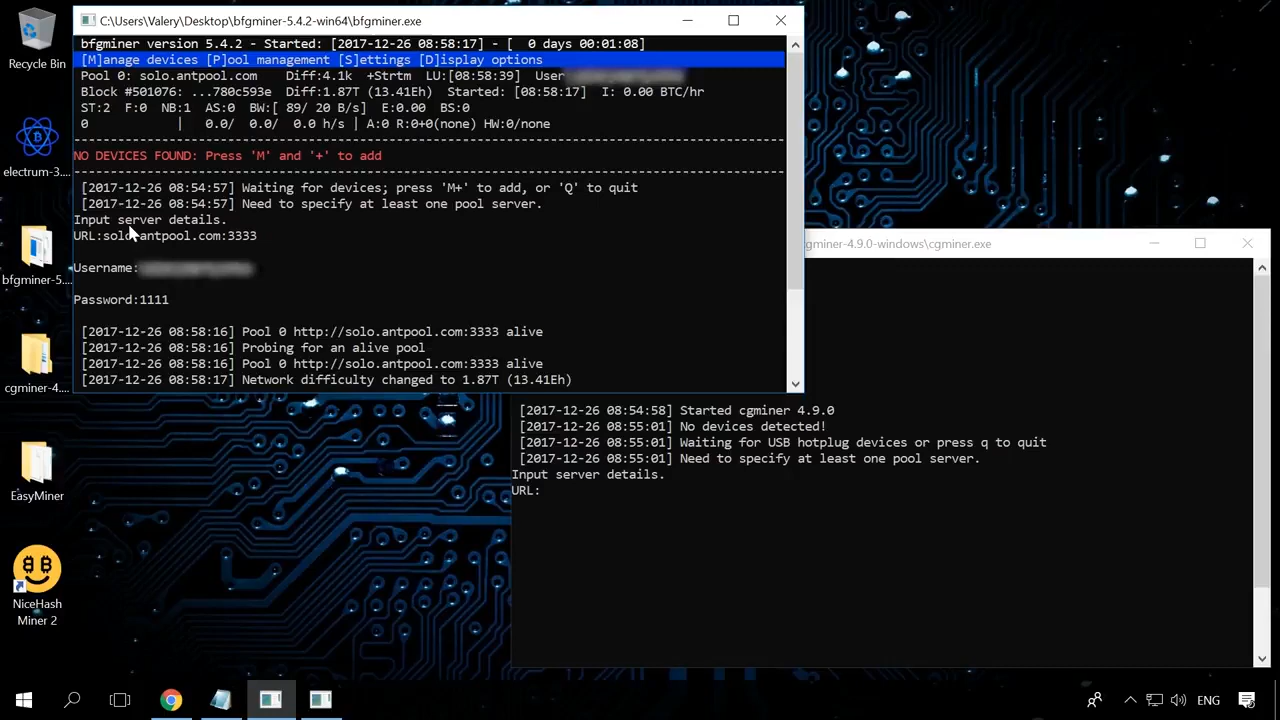 Recycle Bin
electrum-3....
bfgminer-5....
cgminer-4....
EasyMiner
NiceHash
Miner 2
C:\Users\Valery\Desktop\bfgminer-5.4.2-win64\bfgminer.exe
bfgminer version 5.4.2 - Started: [2017-12-26 08:58:17] - [  0 days 00:01:08]
[M]anage devices [P]ool management [S]ettings [D]isplay options
Pool 0: solo.antpool.com    Diff:4.1k  +Strtm  LU:[08:58:39]  User
Block #501076: ...780c593e  Diff:1.87T (13.41Eh)  Started: [08:58:17]  I: 0.00 BTC/hr
ST:2  F:0  NB:1  AS:0  BW:[ 89/ 20 B/s]  E:0.00  BS:0
0            |   0.0/  0.0/  0.0 h/s | A:0 R:0+0(none) HW:0/none
NO DEVICES FOUND: Press 'M' and '+' to add
[2017-12-26 08:54:57] Waiting for devices; press 'M+' to add, or 'Q' to quit
[2017-12-26 08:54:57] Need to specify at least one pool server.
Input server details.
URL:solo.antpool.com:3333
Username:
Password:1111
[2017-12-26 08:58:16] Pool 0 http://solo.antpool.com:3333 alive
[2017-12-26 08:58:16] Probing for an alive pool
[2017-12-26 08:58:16] Pool 0 http://solo.antpool.com:3333 alive
[2017-12-26 08:58:17] Network difficulty changed to 1.87T (13.41Eh)
gminer-4.9.0-windows\cgminer.exe
[2017-12-26 08:54:58] Started cgminer 4.9.0
[2017-12-26 08:55:01] No devices detected!
[2017-12-26 08:55:01] Waiting for USB hotplug devices or press q to quit
[2017-12-26 08:55:01] Need to specify at least one pool server.
Input server details.
URL:
ENG